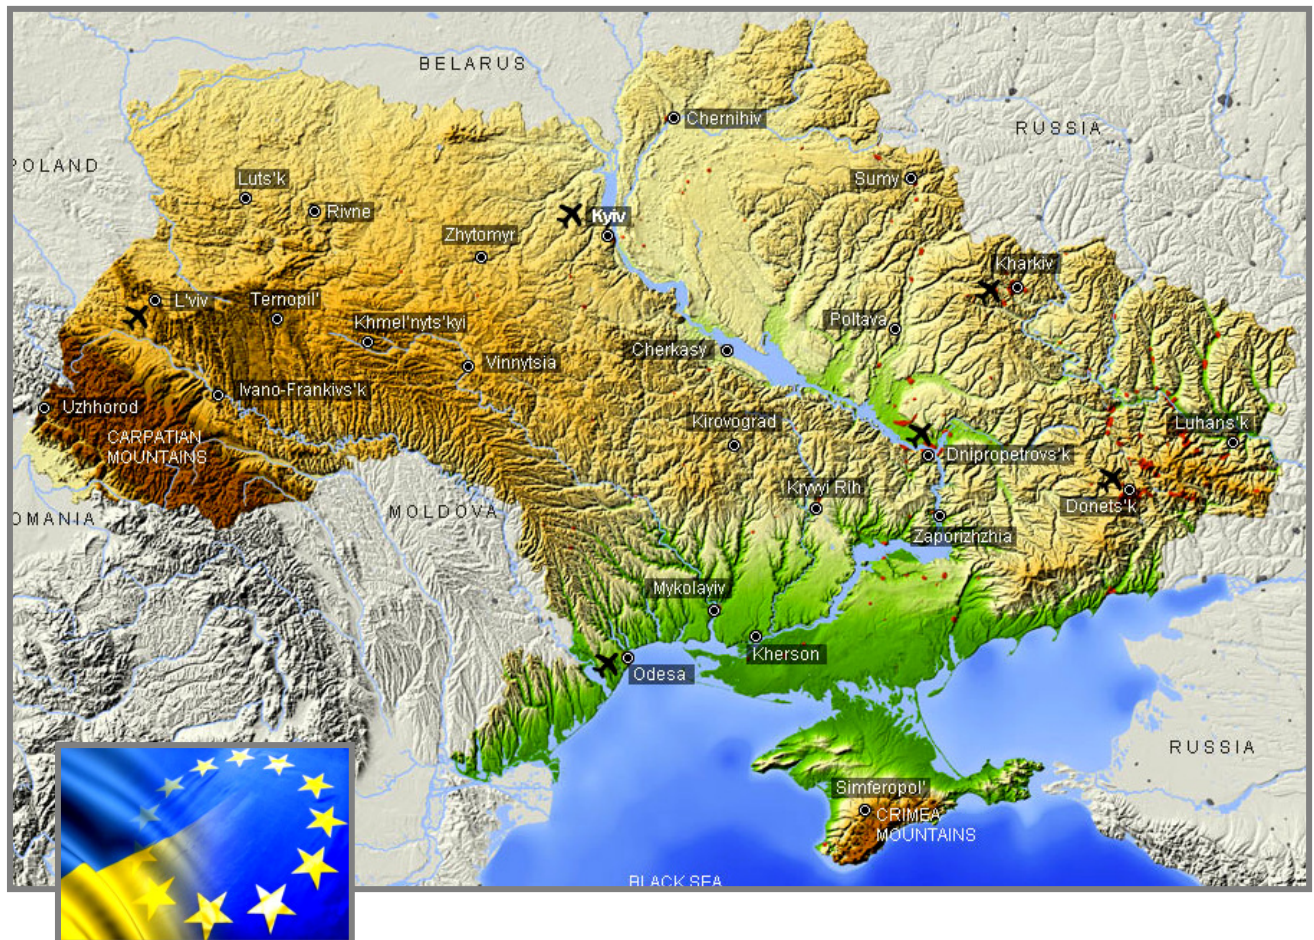 BELARUS
Chernihiv
RUSSIA
POLAND
Luts'k
Sumy
Rivne
Kyiv
Zhytomyr
Kharkiv
L'viv
Ternopil'
Khmel'nyts'kyi
Poltava
Cherkasy
Vinnytsia
Ivano-Frankivs'k
Uzhhorod
Kirovograd
Luhans'k
CARPATIAN
MOUNTAINS
Dnipropetrovs'k
Kryvyi Rih
Donets'k
OMANIA
MOLDOVA
Zaporizhzhia
Mykolayiv
Kherson
Odesa
RUSSIA
Simferopol'
CRIMEA
MOUNTAINS
BLACK SEA